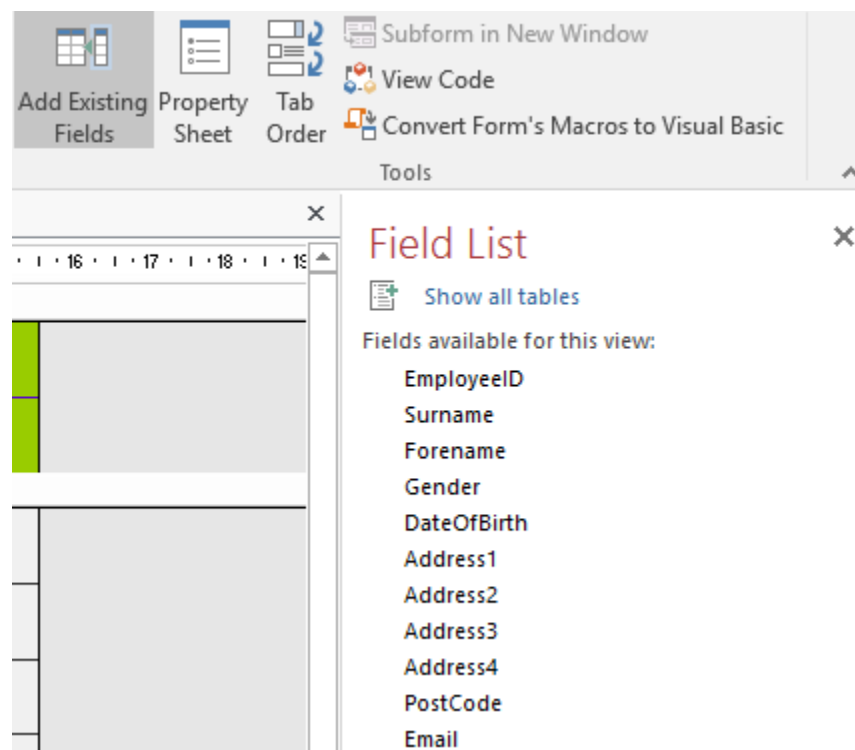 Subform in New Window
View Code
Convert Form's Macros to Visual Basic
Add Existing Fields
Property Sheet
Tab Order
Tools
16 17 18
Field List
Show all tables
Fields available for this view:
EmployeeID
Surname
Forename
Gender
DateOfBirth
Address1
Address2
Address3
Address4
PostCode
Email